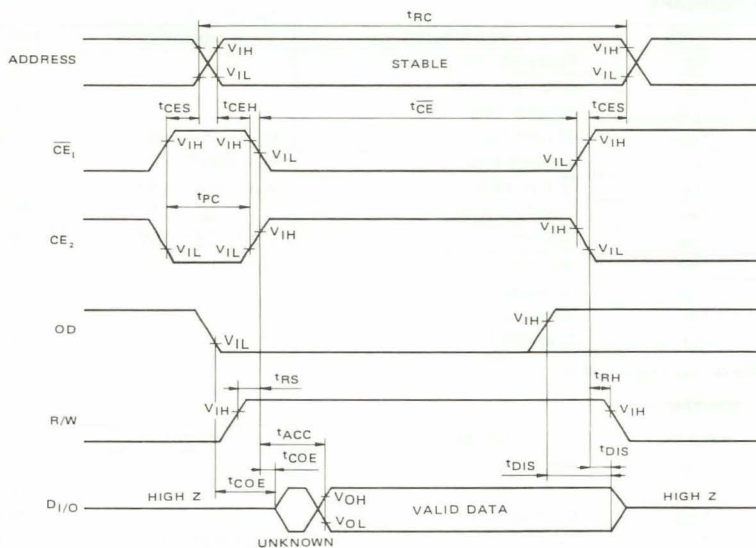 tRC
ADDRESS
VIH
VIL
STABLE
VIH
VIL
tCES
tCEH
tCE
tCES
CE1
VIH
VIH
VIL
VIL
VIH
tPC
CE2
VIL
VIL
VIH
VIH
VIL
OD
VIL
VIH
tRS
tRH
R/W
VIH
VIH
tACC
tCOE
tDIS
tCOE
tDIS
DI/O
HIGH Z
VOH
VOL
VALID DATA
HIGH Z
UNKNOWN